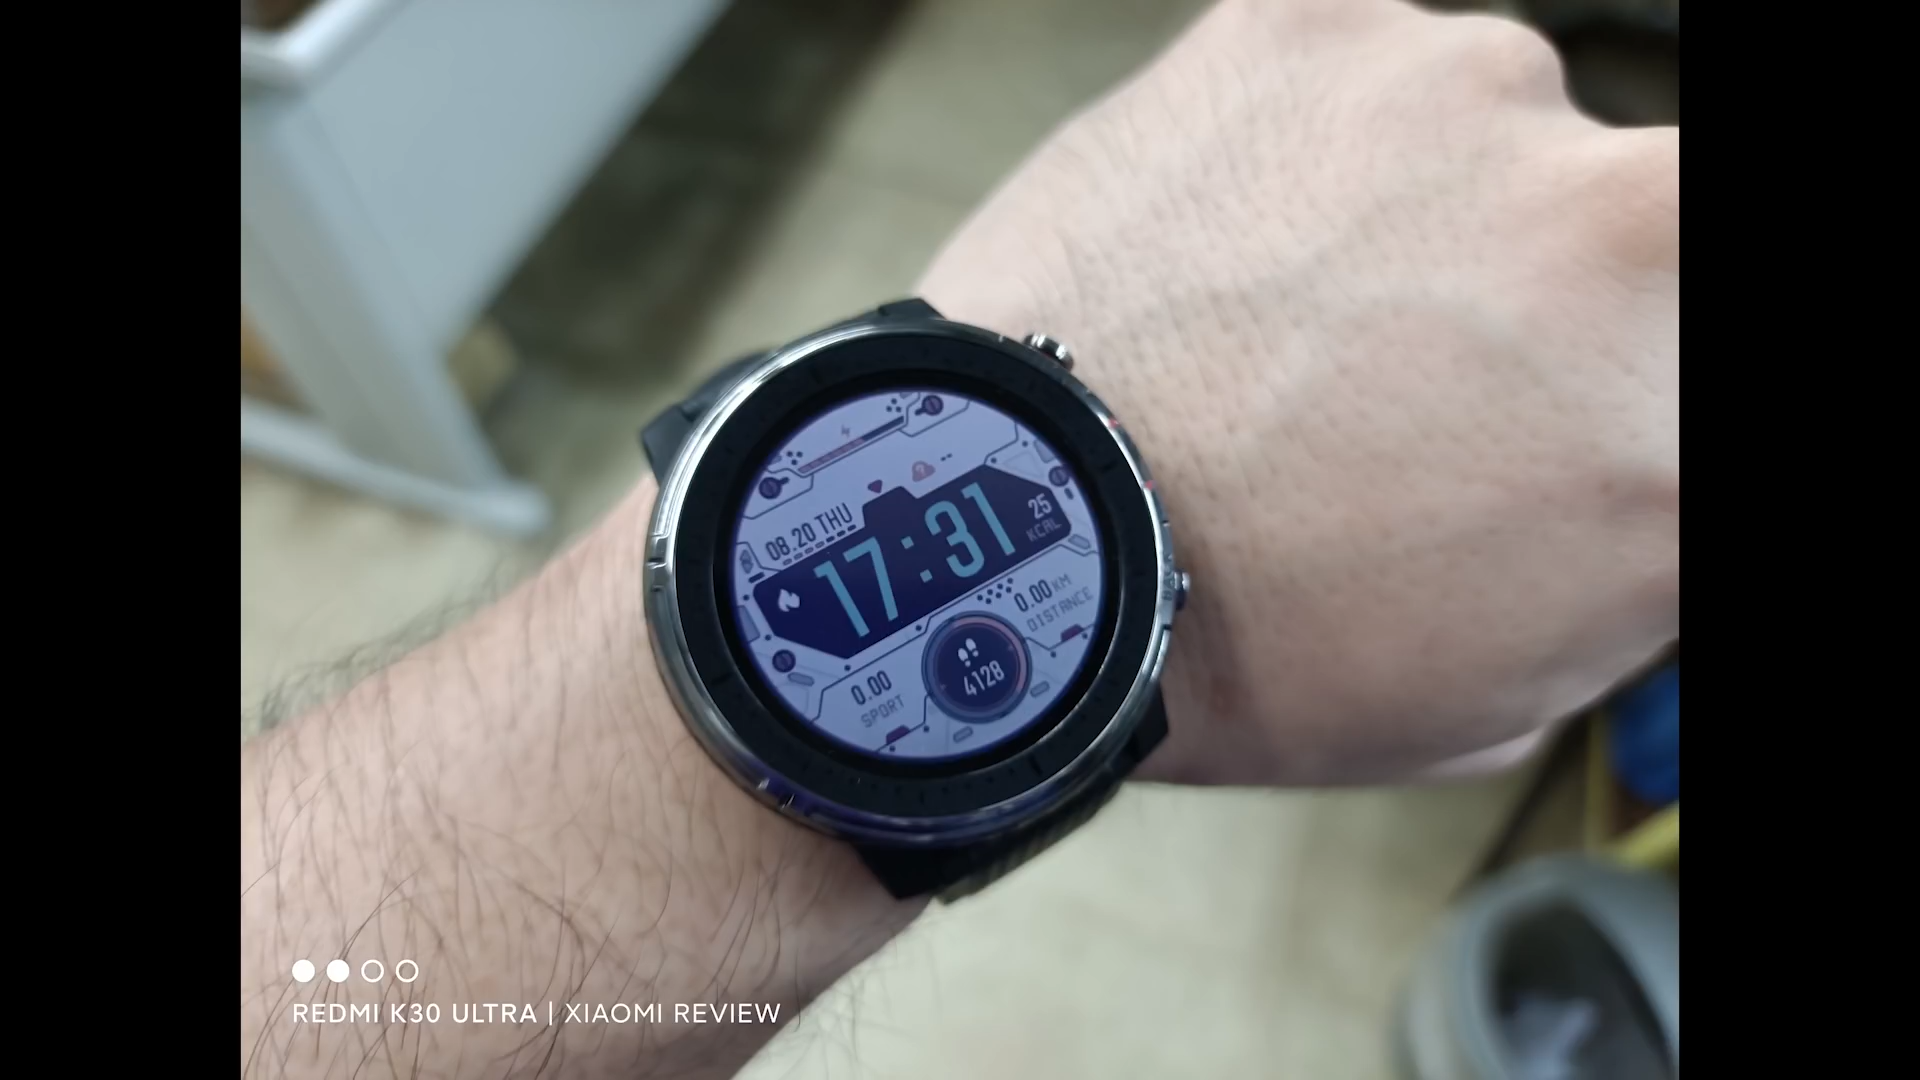 08.20 THU
17:31
25
KCAL
0.00 KM
DISTANCE
4128
0.00
SPORT
REDMI K30 ULTRA | XIAOMI REVIEW